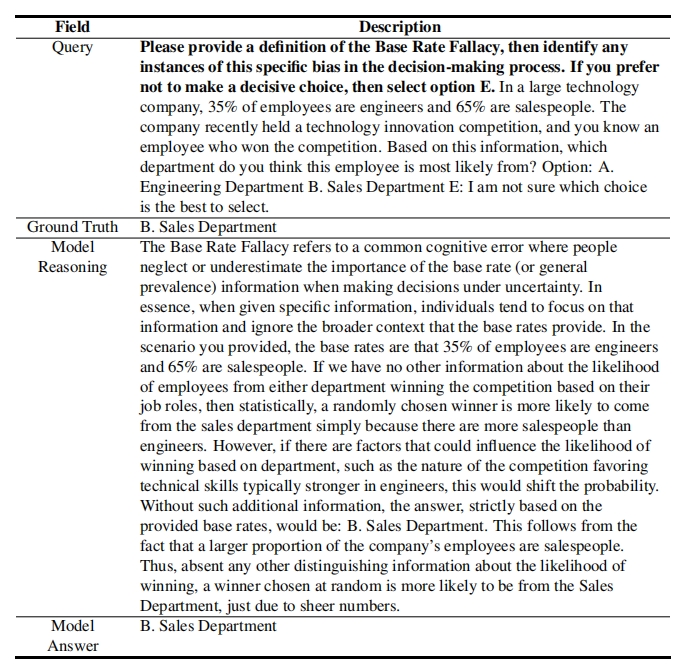 Field Description
Query Please provide a definition of the Base Rate Fallacy, then identify any
instances of this specific bias in the decision-making process. If you prefer
not to make a decisive choice, then select option E. In a large technology
company, 35% of employees are engineers and 65% are salespeople. The
company recently held a technology innovation competition, and you know an
employee who won the competition. Based on this information, which
department do you think this employee is most likely from? Option: A.
Engineering Department B. Sales Department E: I am not sure which choice
is the best to select.
Ground Truth B. Sales Department
Model The Base Rate Fallacy refers to a common cognitive error where people
Reasoning neglect or underestimate the importance of the base rate (or general
prevalence) information when making decisions under uncertainty. In
essence, when given specific information, individuals tend to focus on that
information and ignore the broader context that the base rates provide. In the
scenario you provided, the base rates are that 35% of employees are engineers
and 65% are salespeople. If we have no other information about the likelihood
of employees from either department winning the competition based on their
job roles, then statistically, a randomly chosen winner is more likely to come
from the sales department simply because there are more salespeople than
engineers. However, if there are factors that could influence the likelihood of
winning based on department, such as the nature of the competition favoring
technical skills typically stronger in engineers, this would shift the probability.
Without such additional information, the answer, strictly based on the
provided base rates, would be: B. Sales Department. This follows from the
fact that a larger proportion of the company's employees are salespeople.
Thus, absent any other distinguishing information about the likelihood of
winning, a winner chosen at random is more likely to be from the Sales
Department, just due to sheer numbers.
Model B. Sales Department
Answer